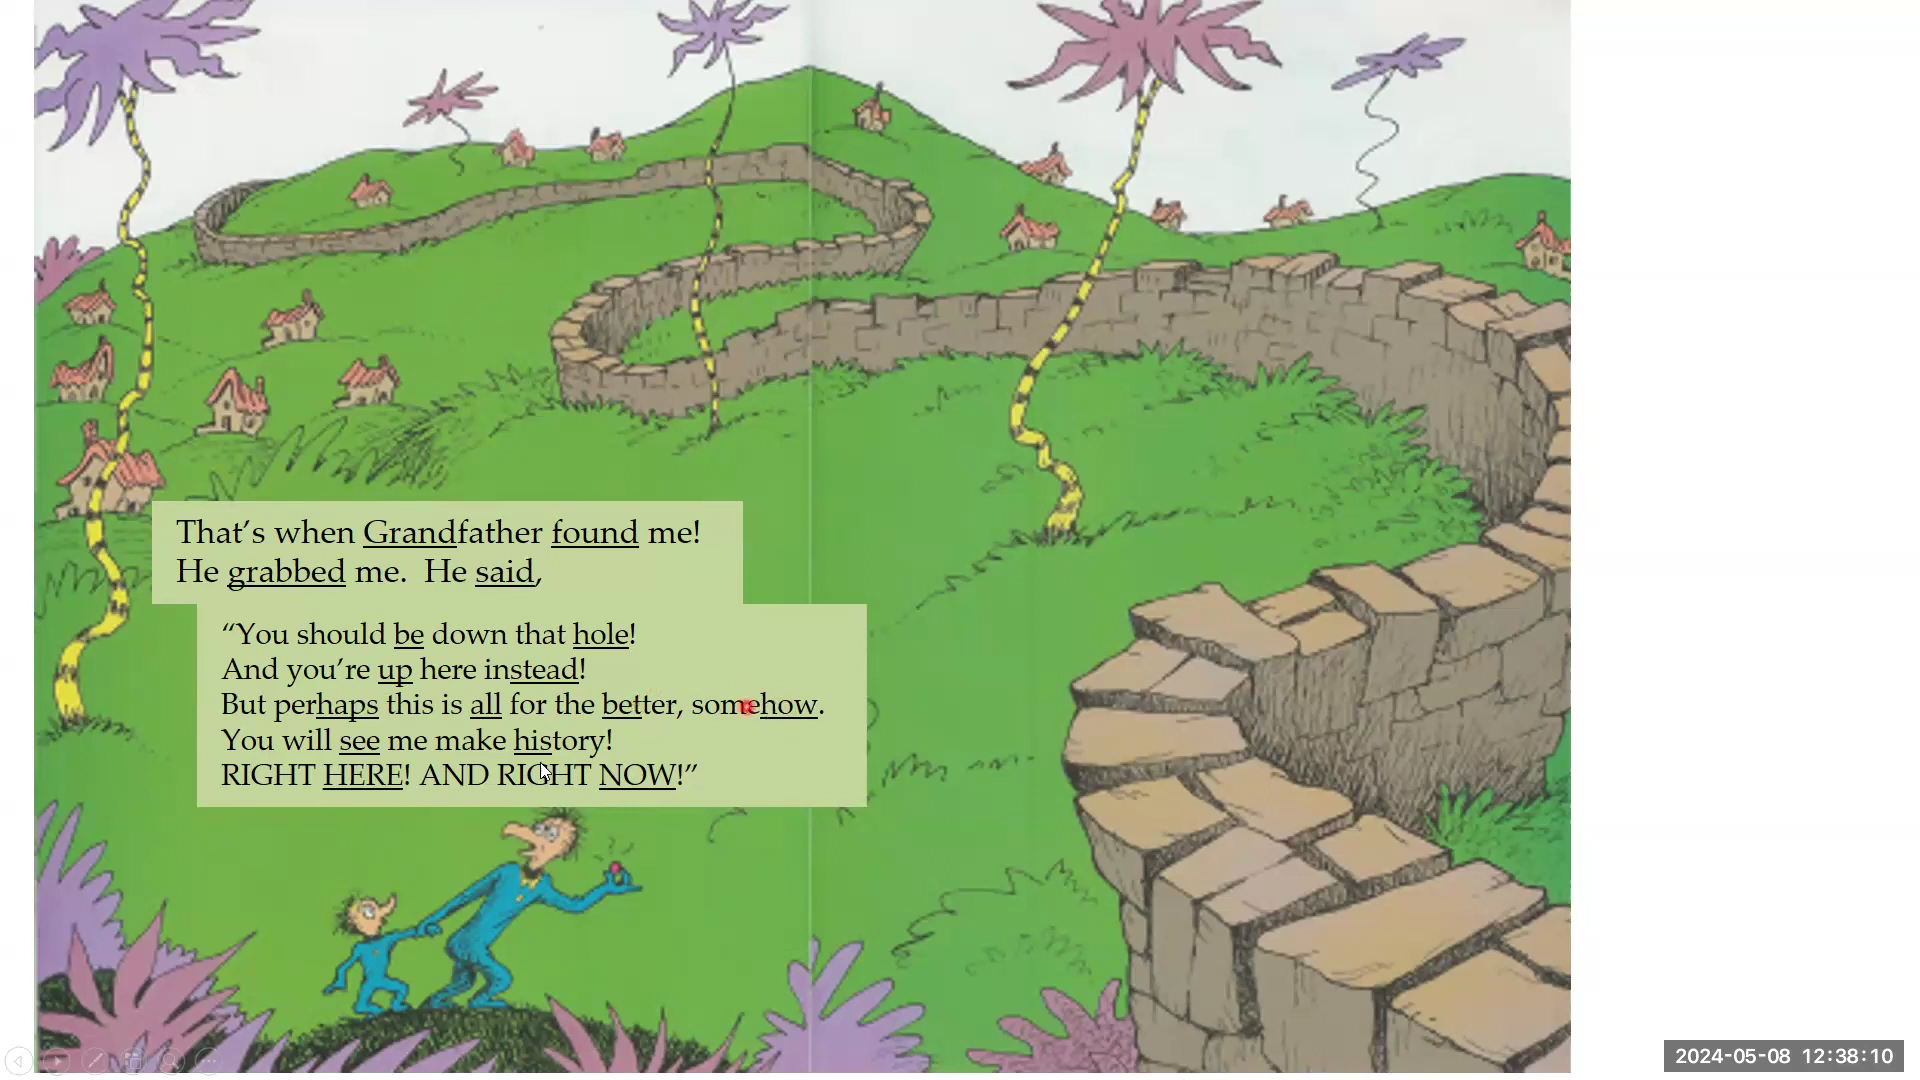 That’s when Grandfather found me!
He grabbed me.  He said,
“You should be down that hole!
And you’re up here instead!
But perhaps this is all for the better, somehow.
You will see me make history!
RIGHT HERE! AND RIGHT NOW!”
2024-05-08 12:38:10